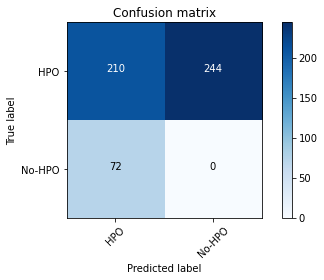 Confusion matrix
HPO
210
244
No-HPO
72
0
True label
HPO
No-HPO
Predicted label
200
150
100
50
0